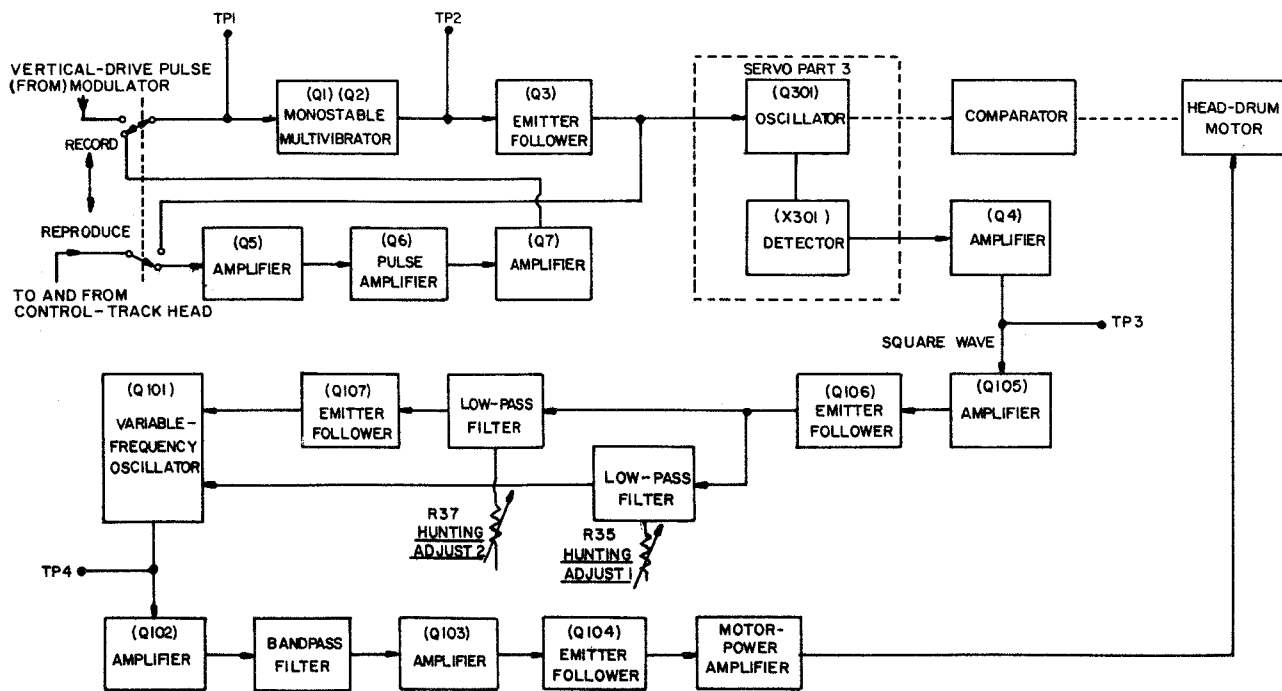 TP1
TP2
VERTICAL-DRIVE PULSE
(FROM) MODULATOR
RECORD
REPRODUCE
TO AND FROM
CONTROL-TRACK HEAD
(Q1) (Q2)
MONOSTABLE
MULTIVIBRATOR
(Q3)
EMITTER
FOLLOWER
SERVO PART 3
(Q301)
OSCILLATOR
COMPARATOR
HEAD-DRUM
MOTOR
(Q5)
AMPLIFIER
(Q6)
PULSE
AMPLIFIER
(Q7)
AMPLIFIER
(X301)
DETECTOR
(Q4)
AMPLIFIER
TP3
SQUARE WAVE
(Q101)
VARIABLE-
FREQUENCY
OSCILLATOR
(Q107)
EMITTER
FOLLOWER
LOW-PASS
FILTER
(Q106)
EMITTER
FOLLOWER
(Q105)
AMPLIFIER
LOW-PASS
FILTER
R37
HUNTING
ADJUST 2
R35
HUNTING
ADJUST 1
TP4
(Q102)
AMPLIFIER
BANDPASS
FILTER
(Q103)
AMPLIFIER
(Q104)
EMITTER
FOLLOWER
MOTOR-
POWER
AMPLIFIER